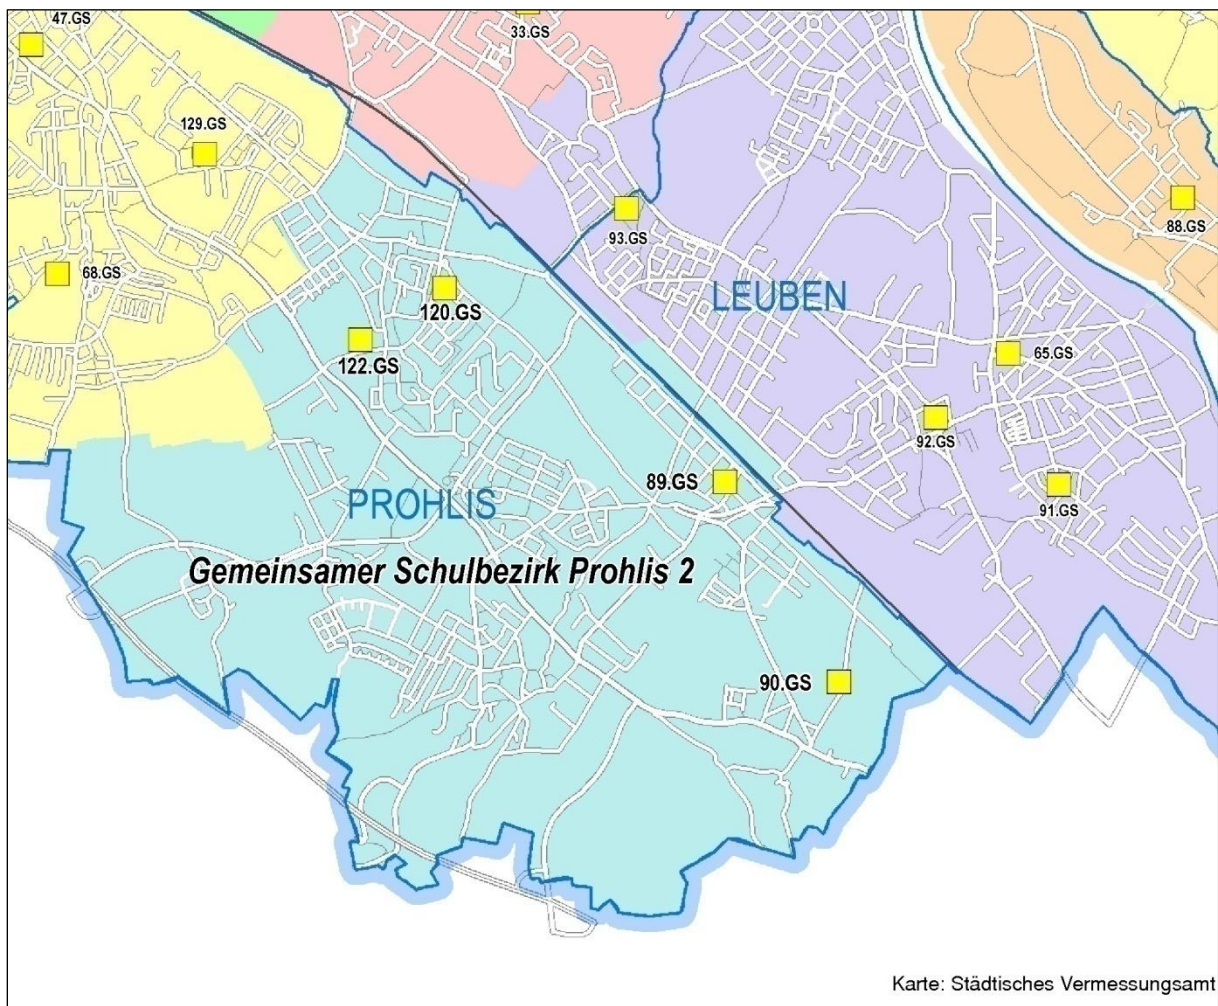 47.GS
33.GS
129.GS
88.GS
93.GS
68.GS
LEUBEN
120.GS
122.GS
65.GS
92.GS
89.GS
PROHLIS
91.GS
Gemeinsamer Schulbezirk Prohlis 2
90.GS
Karte: Städtisches Vermessungsamt